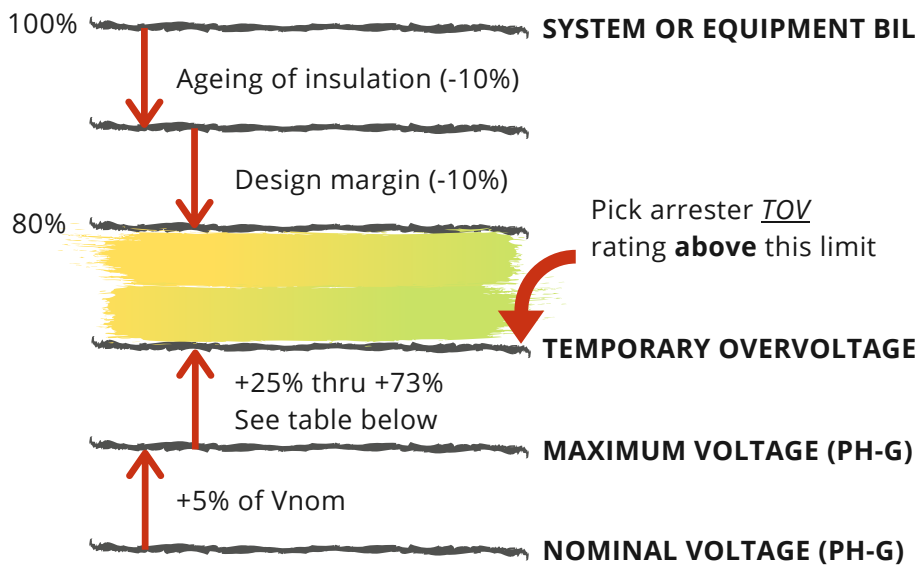 100% SYSTEM OR EQUIPMENT BIL
Ageing of insulation (-10%)
Design margin (-10%)
80%
Pick arrester TOV
rating above this limit
TEMPORARY OVERVOLTAGE
+25% thru +73%
See table below
MAXIMUM VOLTAGE (PH-G)
+5% of Vnom
NOMINAL VOLTAGE (PH-G)